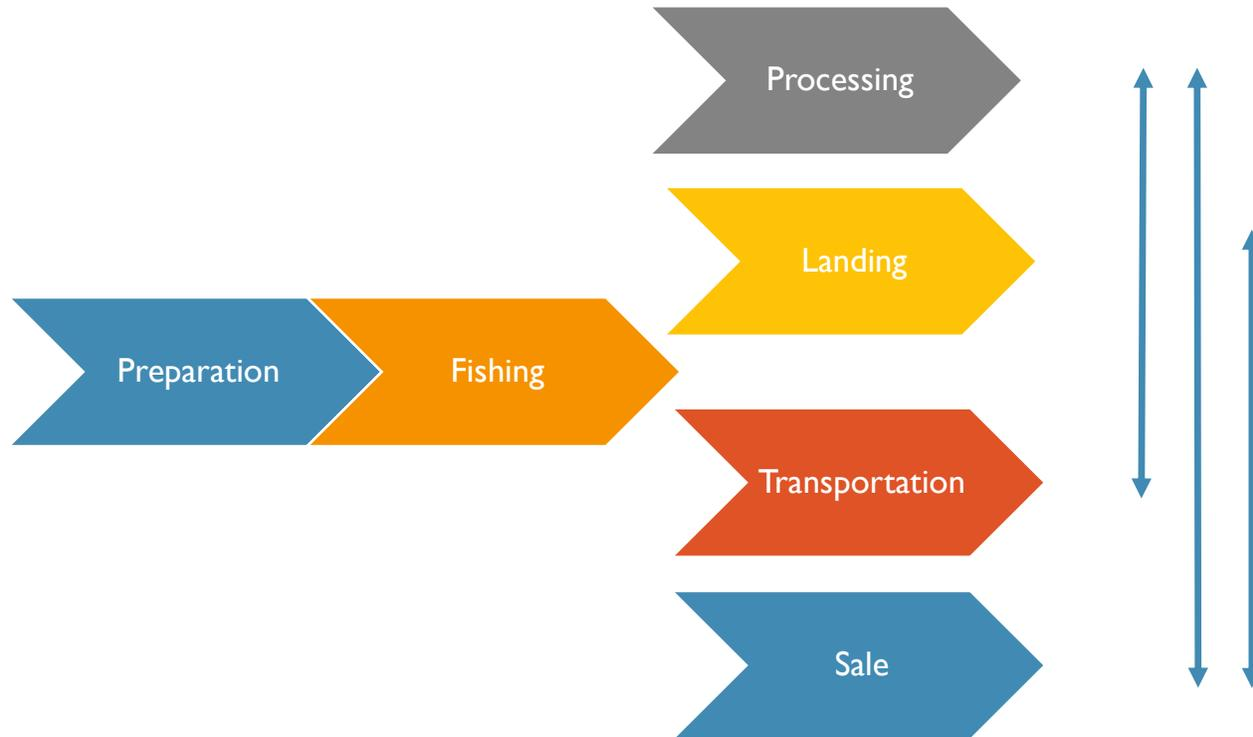 Processing
Landing
Preparation
Fishing
Transportation
Sale